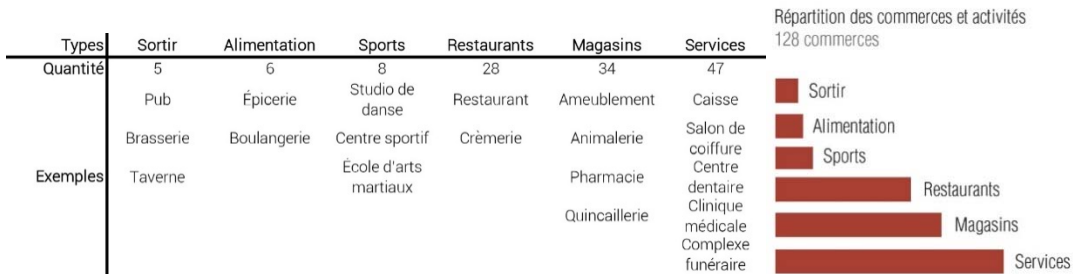 Répartition des commerces et activités
128 commerces
Types Sortir Alimentation Sports Restaurants Magasins Services
Quantité 5 6 8 28 34 47
Exemples
Pub
Brasserie
Taverne
Épicerie
Boulangerie
Studio de
danse
Centre sportif
École d'arts
martiaux
Restaurant
Crèmerie
Ameublement
Animalerie
Pharmacie
Quincaillerie
Caisse
Salon de
coiffure
Centre
dentaire
Clinique
médicale
Complexe
funéraire
Sortir
Alimentation
Sports
Restaurants
Magasins
Services